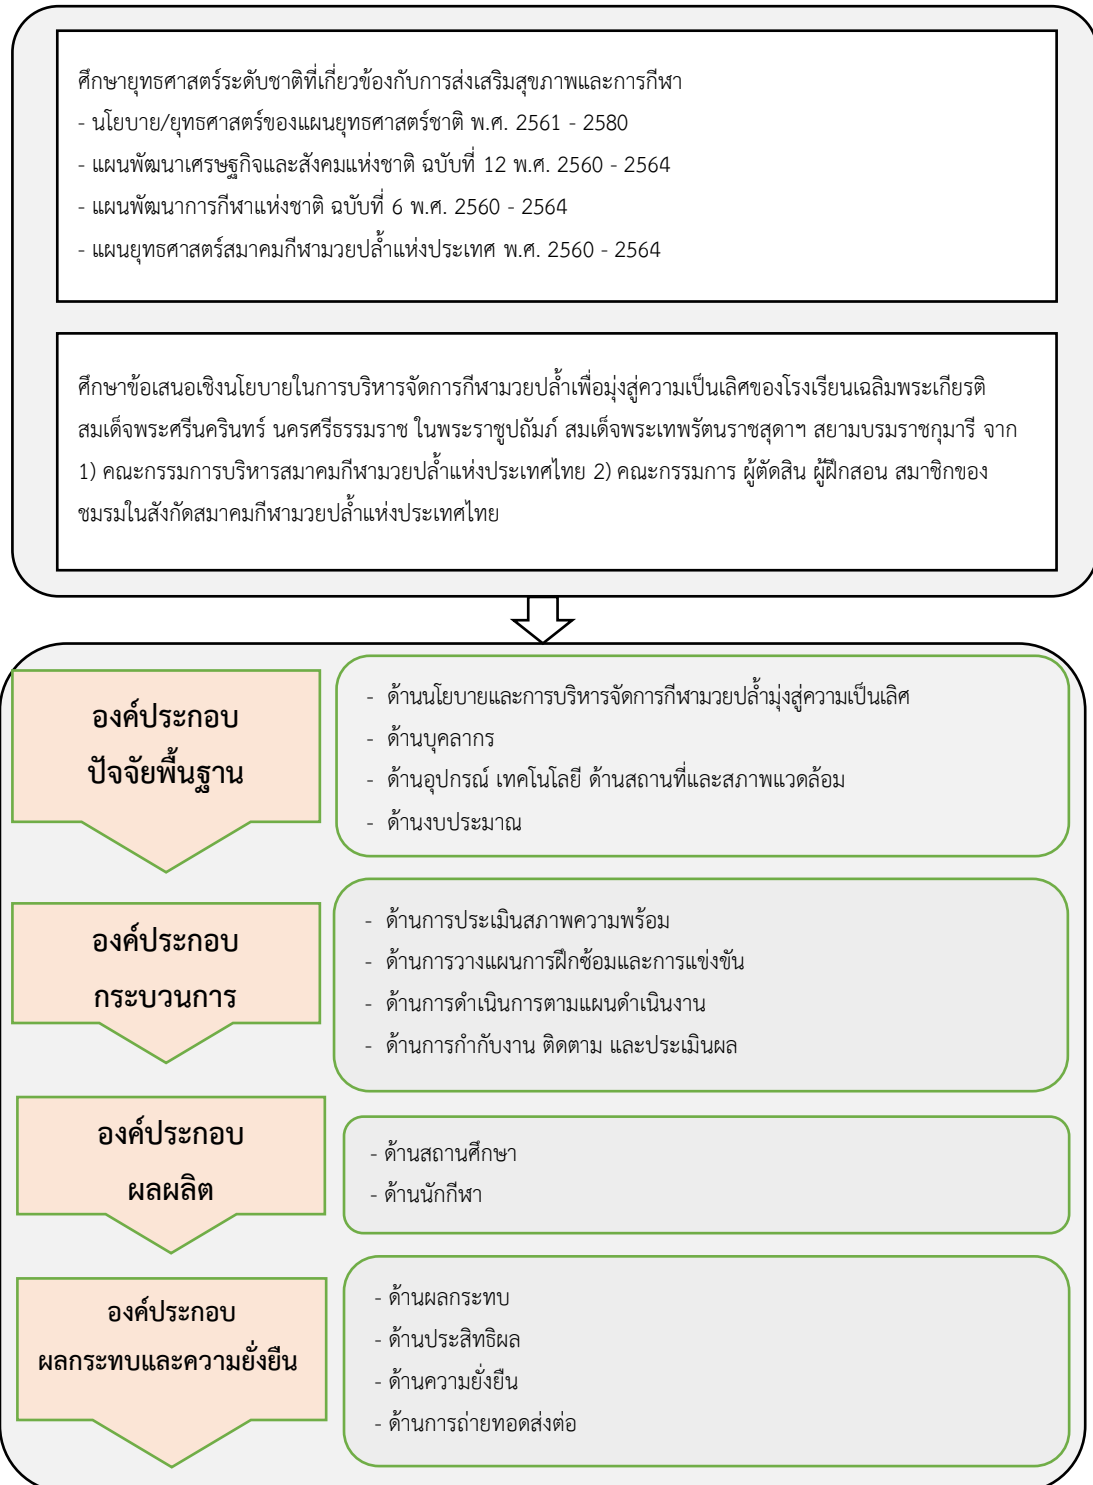 ศึกษายุทธศาสตร์ระดับชาติที่เกี่ยวข้องกับการส่งเสริมสุขภาพและการกีฬา
- นโยบาย/ยุทธศาสตร์ของแผนยุทธศาสตร์ชาติ พ.ศ. 2561 - 2580
- แผนพัฒนาเศรษฐกิจและสังคมแห่งชาติ ฉบับที่ 12 พ.ศ. 2560 - 2564
- แผนพัฒนาการกีฬาแห่งชาติ ฉบับที่ 6 พ.ศ. 2560 - 2564
- แผนยุทธศาสตร์สมาคมกีฬามวยปล้ำแห่งประเทศ พ.ศ. 2560 - 2564
ศึกษาข้อเสนอเชิงนโยบายในการบริหารจัดการกีฬามวยปล้ำเพื่อมุ่งสู่ความเป็นเลิศของโรงเรียนเฉลิมพระเกียรติ
สมเด็จพระศรีนครินทร์ นครศรีธรรมราช ในพระราชูปถัมภ์ สมเด็จพระเทพรัตนราชสุดาฯ สยามบรมราชกุมารี จาก
1) คณะกรรมการบริหารสมาคมกีฬามวยปล้ำแห่งประเทศไทย 2) คณะกรรมการ ผู้ตัดสิน ผู้ฝึกสอน สมาชิกของ
ชมรมในสังกัดสมาคมกีฬามวยปล้ำแห่งประเทศไทย
องค์ประกอบ
ปัจจัยพื้นฐาน
- ด้านนโยบายและการบริหารจัดการกีฬามวยปล้ำมุ่งสู่ความเป็นเลิศ
- ด้านบุคลากร
- ด้านอุปกรณ์ เทคโนโลยี ด้านสถานที่และสภาพแวดล้อม
- ด้านงบประมาณ
องค์ประกอบ
กระบวนการ
- ด้านการประเมินสภาพความพร้อม
- ด้านการวางแผนการฝึกซ้อมและการแข่งขัน
- ด้านการดำเนินการตามแผนดำเนินงาน
- ด้านการกำกับงาน ติดตาม และประเมินผล
องค์ประกอบ
ผลผลิต
- ด้านสถานศึกษา
- ด้านนักกีฬา
องค์ประกอบ
ผลกระทบและความยั่งยืน
- ด้านผลกระทบ
- ด้านประสิทธิผล
- ด้านความยั่งยืน
- ด้านการถ่ายทอดส่งต่อ